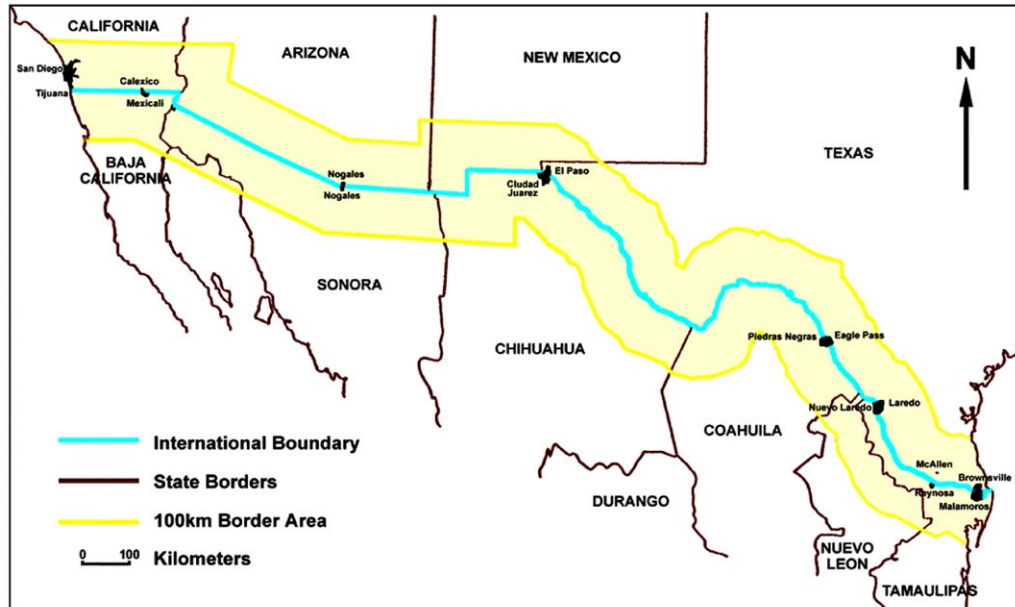 CALIFORNIA
ARIZONA
NEW MEXICO
N
San Diego
Calexico
Tijuana
Mexicali
TEXAS
BAJA
CALIFORNIA
Nogales
Nogales
El Paso
Ciudad
Juarez
SONORA
CHIHUAHUA
Piedras Negras
Eagle Pass
Nuevo Laredo
Laredo
COAHUILA
McAllen
Reynosa
Brownsville
Malamoros
DURANGO
NUEVO
LEON
TAMAULIPAS
International Boundary
State Borders
100km Border Area
0 100
Kilometers